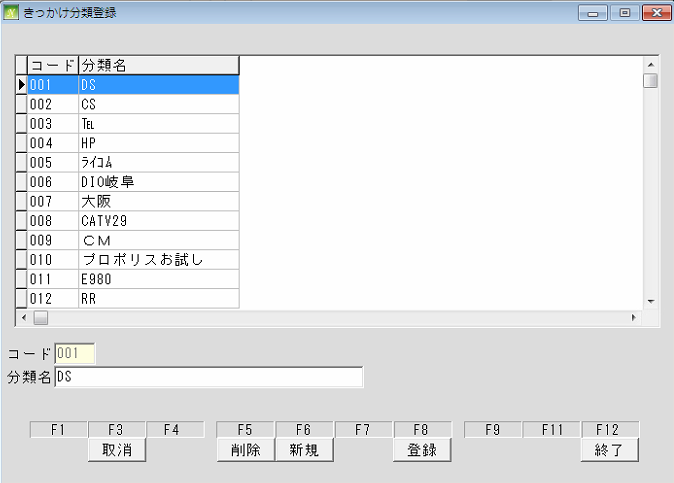 きっかけ分類登録
コード 分類名
001 DS
002 CS
003 ℡
004 HP
005 ﾗｲｺﾑ
006 DIO岐阜
007 大阪
008 CATV29
009 ＣＭ
010 プロポリスお試し
011 E980
012 RR
コード 001
分類名 DS
F1 F3 F4 F5 F6 F7 F8 F9 F11 F12
取消 削除 新規 登録 終了